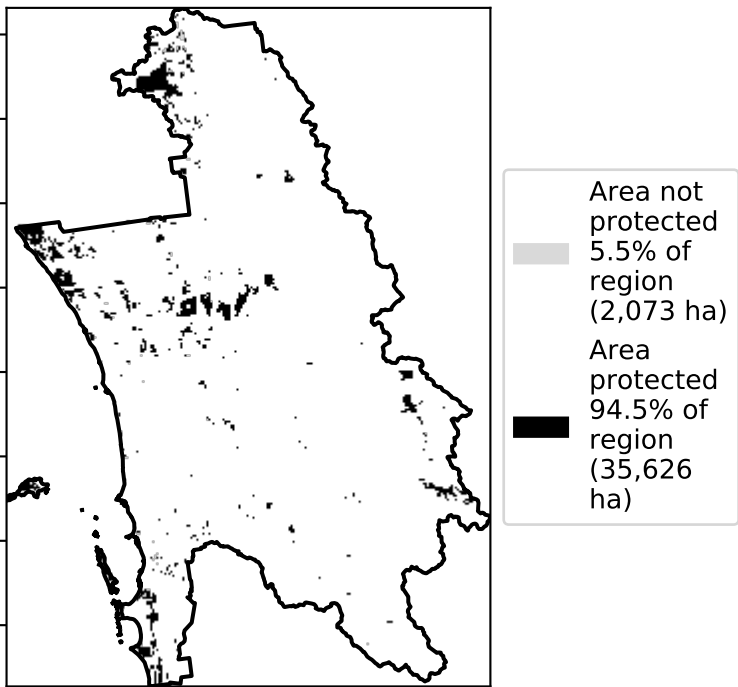 Area not
protected
5.5% of
region
(2,073 ha)
Area
protected
94.5% of
region
(35,626
ha)